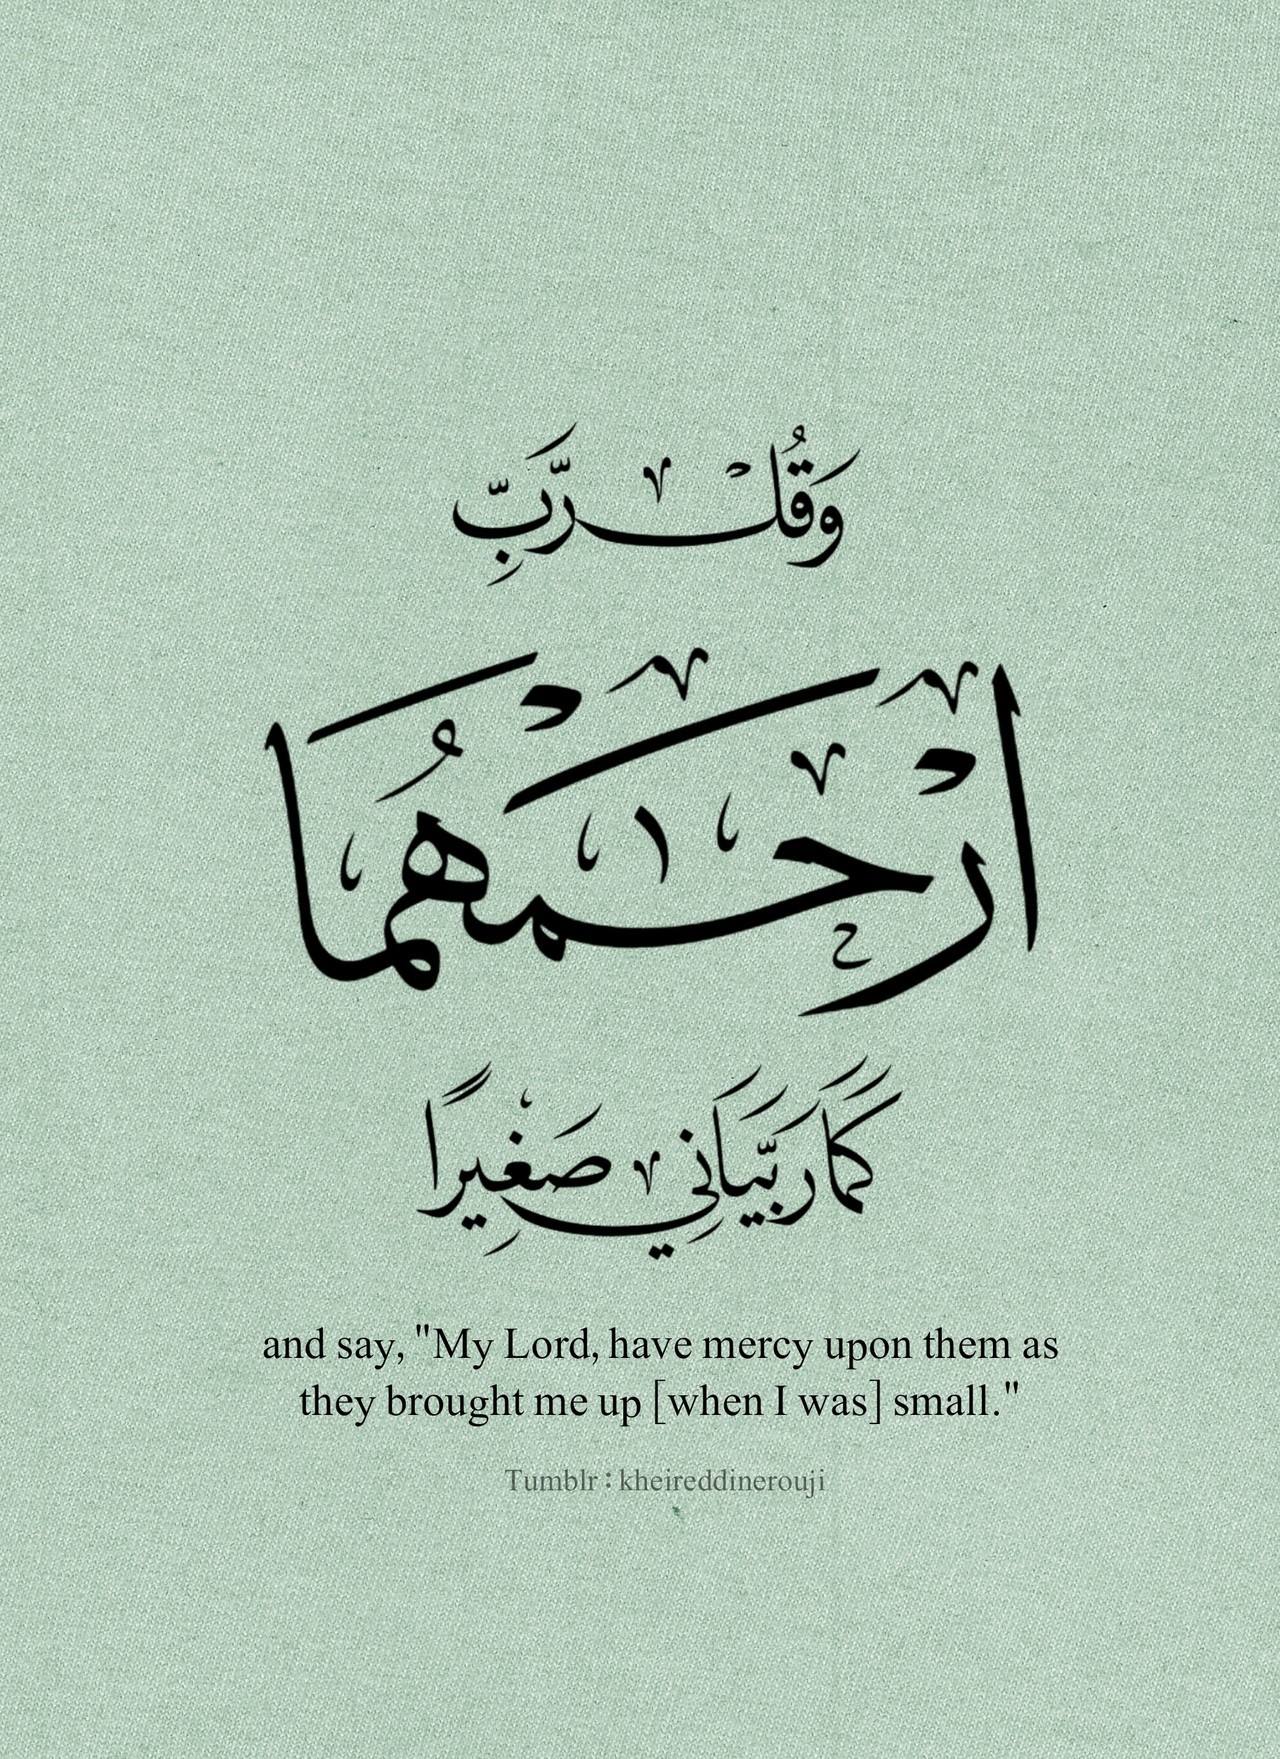 وَقُلْ رَّبِّ
ارْحَمْهُمَا
كَمَا رَبَّيَانِي صَغِيرًا
and say, "My Lord, have mercy upon them as
they brought me up [when I was] small."
Tumblr : kheireddinerouji